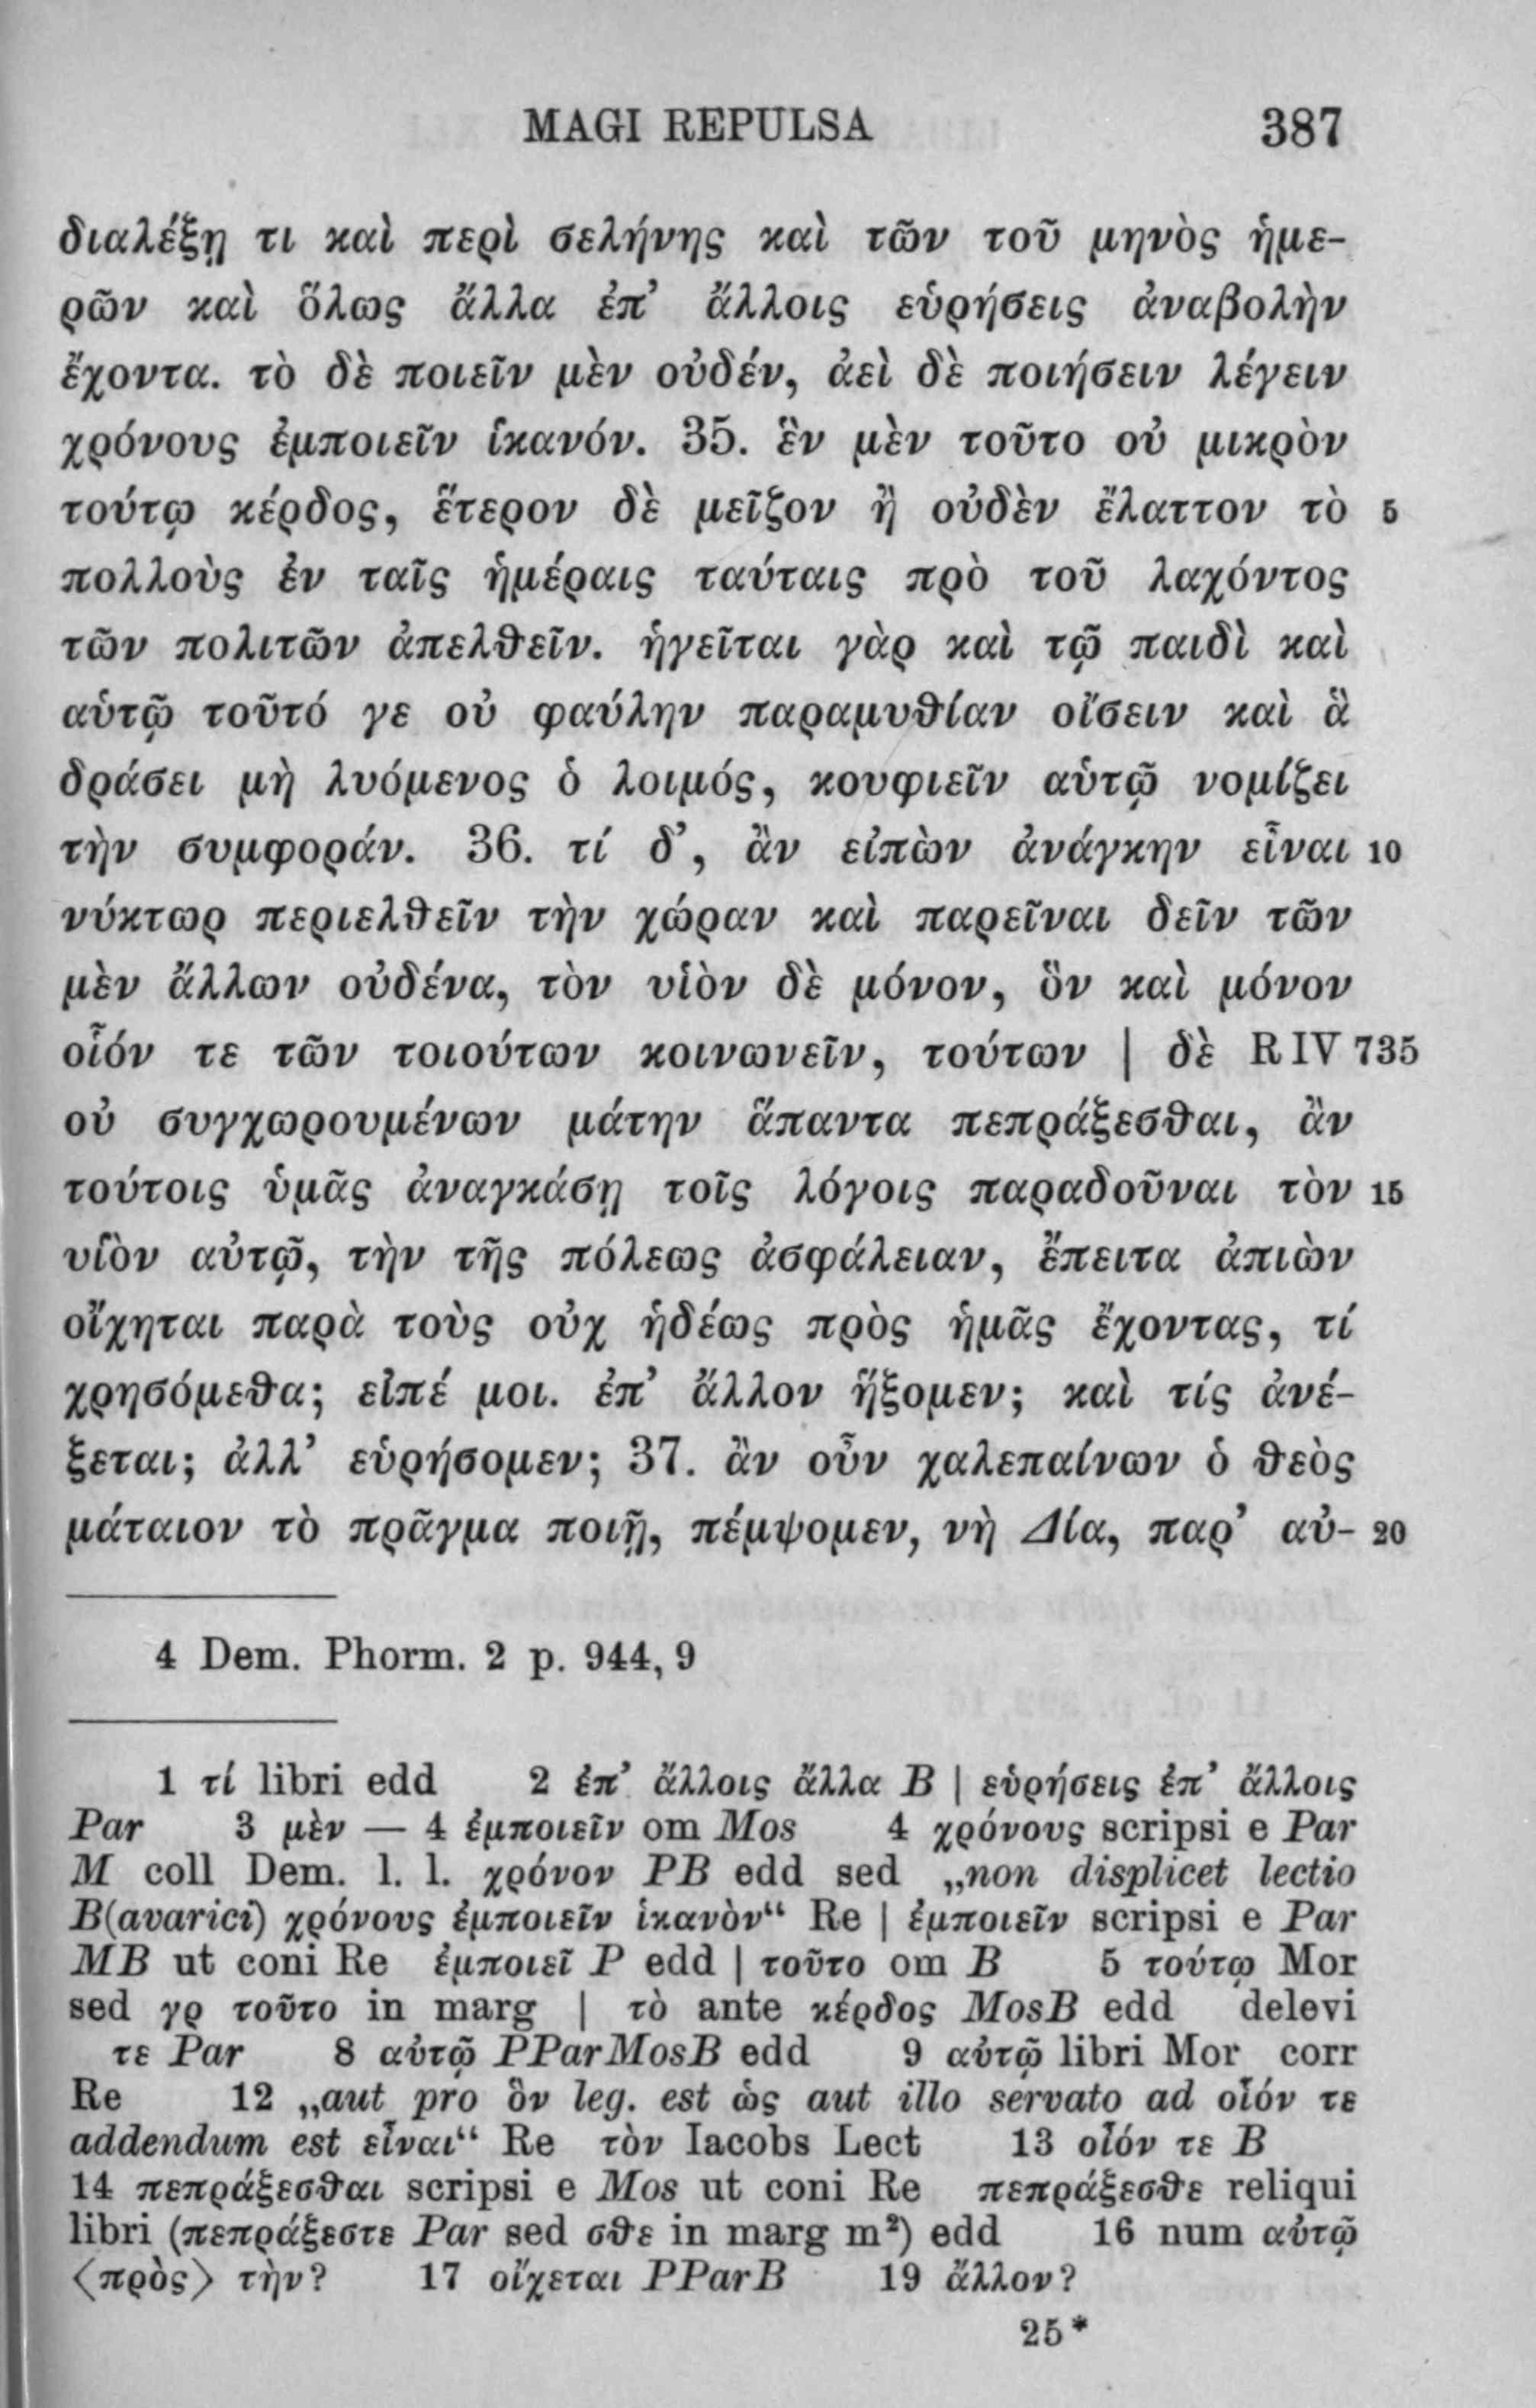 MAGI REPULSA 387
διαλέξῃ τι καὶ περὶ σελήνης καὶ τῶν τοῦ μηνὸς ἡμε-
ρῶν καὶ ὅλως ἄλλα ἐπ’ ἄλλοις εὑρήσεις ἀναβολὴν
ἔχοντα. τὸ δὲ ποιεῖν μὲν οὐδέν, ἀεὶ δὲ ποιήσειν λέγειν
χρόνους ἐμποιεῖν ἱκανόν. 35. ἓν μὲν τοῦτο οὐ μικρὸν
τούτῳ κέρδος, ἕτερον δὲ μεῖζον ἢ οὐδὲν ἔλαττον τὸ 5
πολλοὺς ἐν ταῖς ἡμέραις ταύταις πρὸ τοῦ λαχόντος
τῶν πολιτῶν ἀπελθεῖν. ἡγεῖται γὰρ καὶ τῷ παιδὶ καὶ
αὑτῷ τοῦτό γε οὐ φαύλην παραμυθίαν οἴσειν καὶ ἃ
δράσει μὴ λυόμενος ὁ λοιμός, κουφιεῖν αὑτῷ νομίζει
τὴν συμφοράν. 36. τί δ’, ἂν εἰπὼν ἀνάγκην εἶναι 10
νύκτωρ περιελθεῖν τὴν χώραν καὶ παρεῖναι δεῖν τῶν
μὲν ἄλλων οὐδένα, τὸν υἱὸν δὲ μόνον, ὃν καὶ μόνον
οἷόν τε τῶν τοιούτων κοινωνεῖν, τούτων | δὲ R IV 735
οὐ συγχωρουμένων μάτην ἅπαντα πεπράξεσθαι, ἂν
τούτοις ὑμᾶς ἀναγκάσῃ τοῖς λόγοις παραδοῦναι τὸν 15
υἱὸν αὐτῷ, τὴν τῆς πόλεως ἀσφάλειαν, ἔπειτα ἀπιὼν
οἴχηται παρὰ τοὺς οὐχ ἡδέως πρὸς ἡμᾶς ἔχοντας, τί
χρησόμεθα; εἰπέ μοι. ἐπ’ ἄλλον ἥξομεν; καὶ τίς ἀνέ-
ξεται; ἀλλ’ εὑρήσομεν; 37. ἂν οὖν χαλεπαίνων ὁ θεὸς
μάταιον τὸ πρᾶγμα ποιῇ, πέμψομεν, νὴ Δία, παρ’ αὐ- 20
4 Dem. Phorm. 2 p. 944, 9
1 τί libri edd 2 ἐπ’ ἄλλοις ἄλλα B | εὑρήσεις ἐπ’ ἄλλοις
Par 3 μὲν — 4 ἐμποιεῖν om Mos 4 χρόνους scripsi e Par
M coll Dem. l. l. χρόνον PB edd sed „non displicet lectio
B(avarici) χρόνους ἐμποιεῖν ἱκανὸν“ Re | ἐμποιεῖν scripsi e Par
MB ut coni Re ἐμποιεῖ P edd | τοῦτο om B 5 τούτῳ Mor
sed γρ τοῦτο in marg | τὸ ante κέρδος MosB edd delevi
τε Par 8 αὐτῷ PParMosB edd 9 αὐτῷ libri Mor corr
Re 12 „aut pro ὃν leg. est ὡς aut illo servato ad οἷόν τε
addendum est εἶναι“ Re τὸν Iacobs Lect 13 οἷόν τε B
14 πεπράξεσθαι scripsi e Mos ut coni Re πεπράξεσθε reliqui
libri (πεπράξεστε Par sed σθε in marg m²) edd 16 num αὐτῷ
⟨πρὸς⟩ τὴν? 17 οἴχεται PParB 19 ἄλλον?
25*